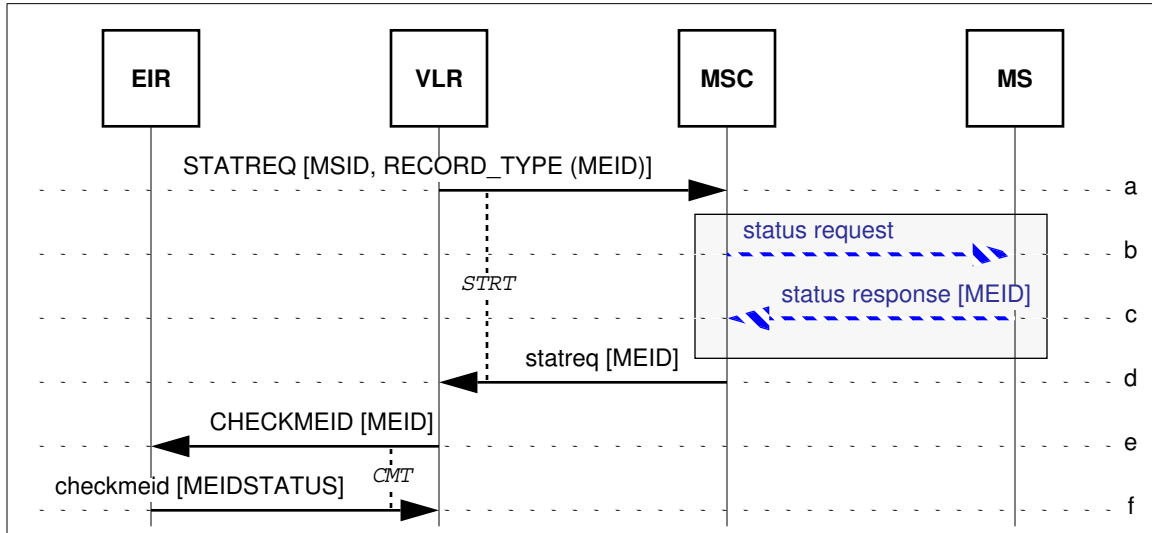 EIR VLR MSC MS
STATREQ [MSID, RECORD_TYPE (MEID)]
a
status request
b
STRT
status response [MEID]
c
statreq [MEID]
d
CHECKMEID [MEID]
e
CMT
checkmeid [MEIDSTATUS]
f